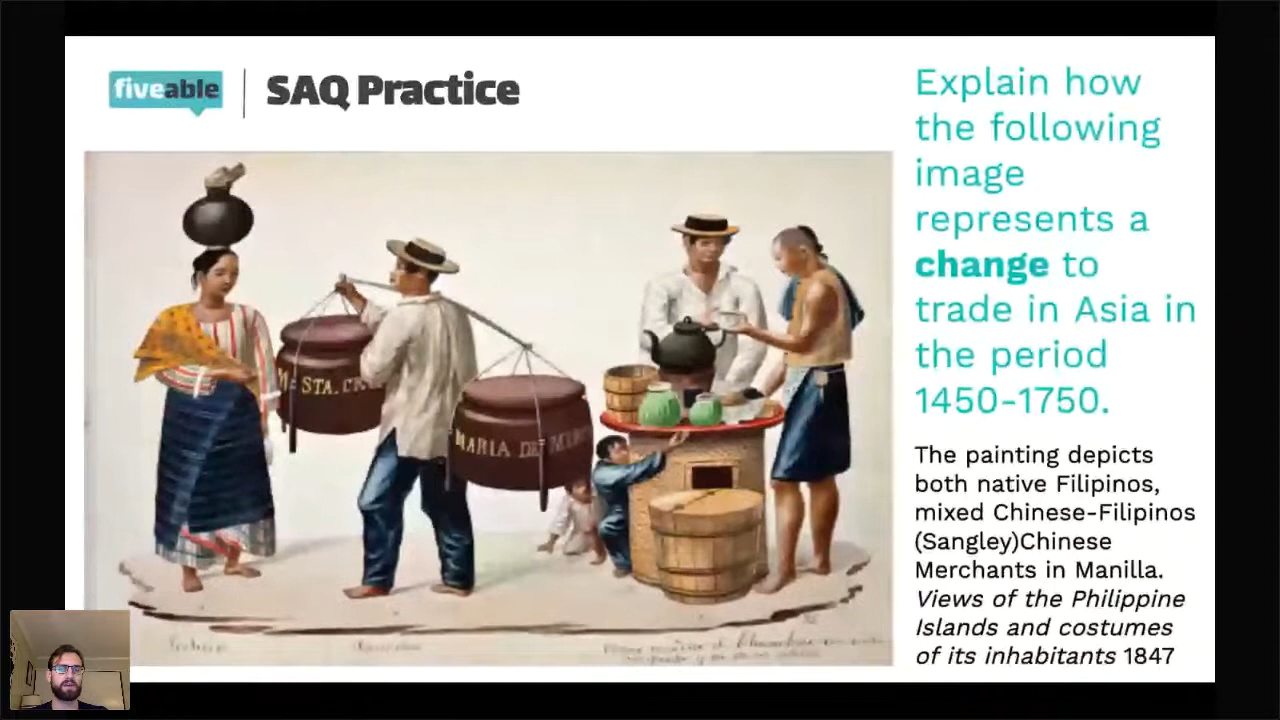 fiveable
SAQ Practice
Explain how
the following
image
represents a
change to
trade in Asia in
the period
1450-1750.
The painting depicts
both native Filipinos,
mixed Chinese-Filipinos
(Sangley)Chinese
Merchants in Manilla.
Views of the Philippine
Islands and costumes
of its inhabitants 1847
STA.
MARIA DE